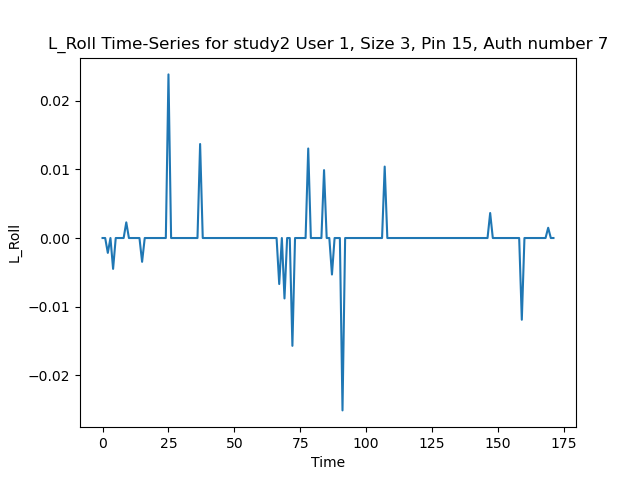 L_Roll Time-Series for study2 User 1, Size 3, Pin 15, Auth number 7
0.02
0.01
0.00
−0.01
−0.02
L_Roll
0 25 50 75 100 125 150 175
Time